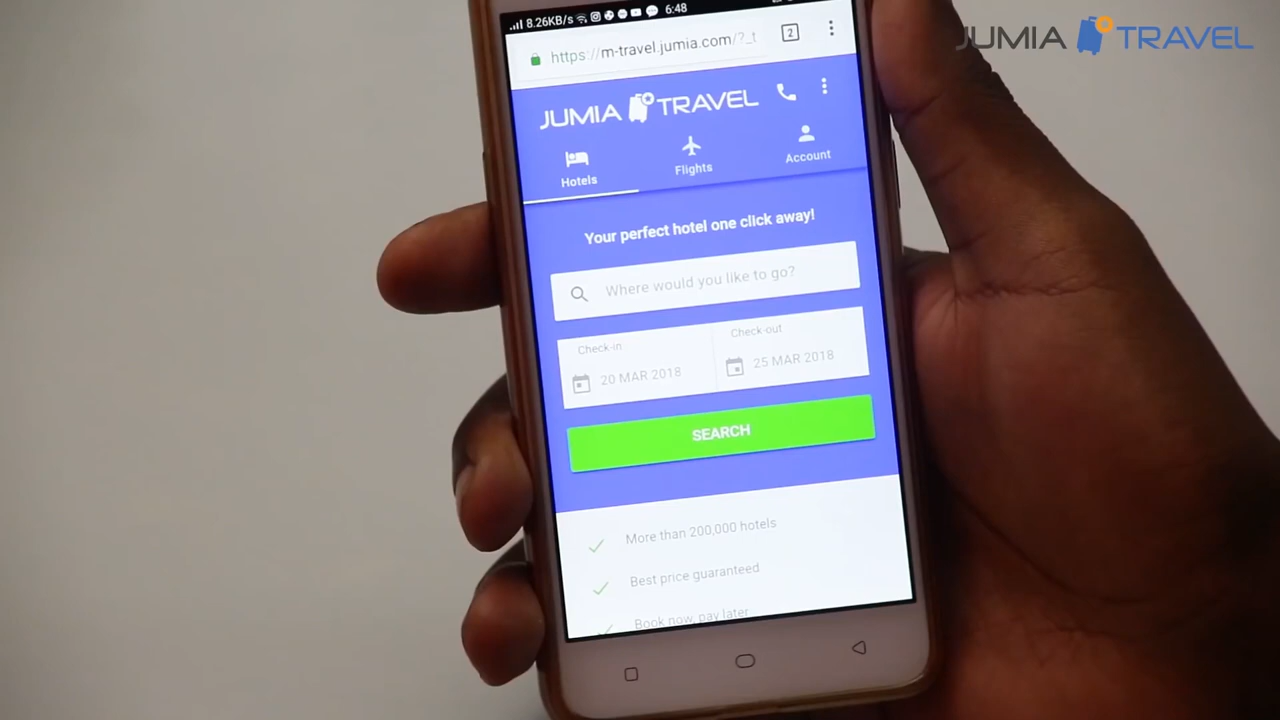 8.26KB/s 6:48
JUMIA TRAVEL
https://m-travel.jumia.com/?_t
2
JUMIA TRAVEL
Hotels
Flights
Account
Your perfect hotel one click away!
Where would you like to go?
Check-in
Check-out
20 MAR 2018
25 MAR 2018
SEARCH
More than 200,000 hotels
Best price guaranteed
Book now, pay later